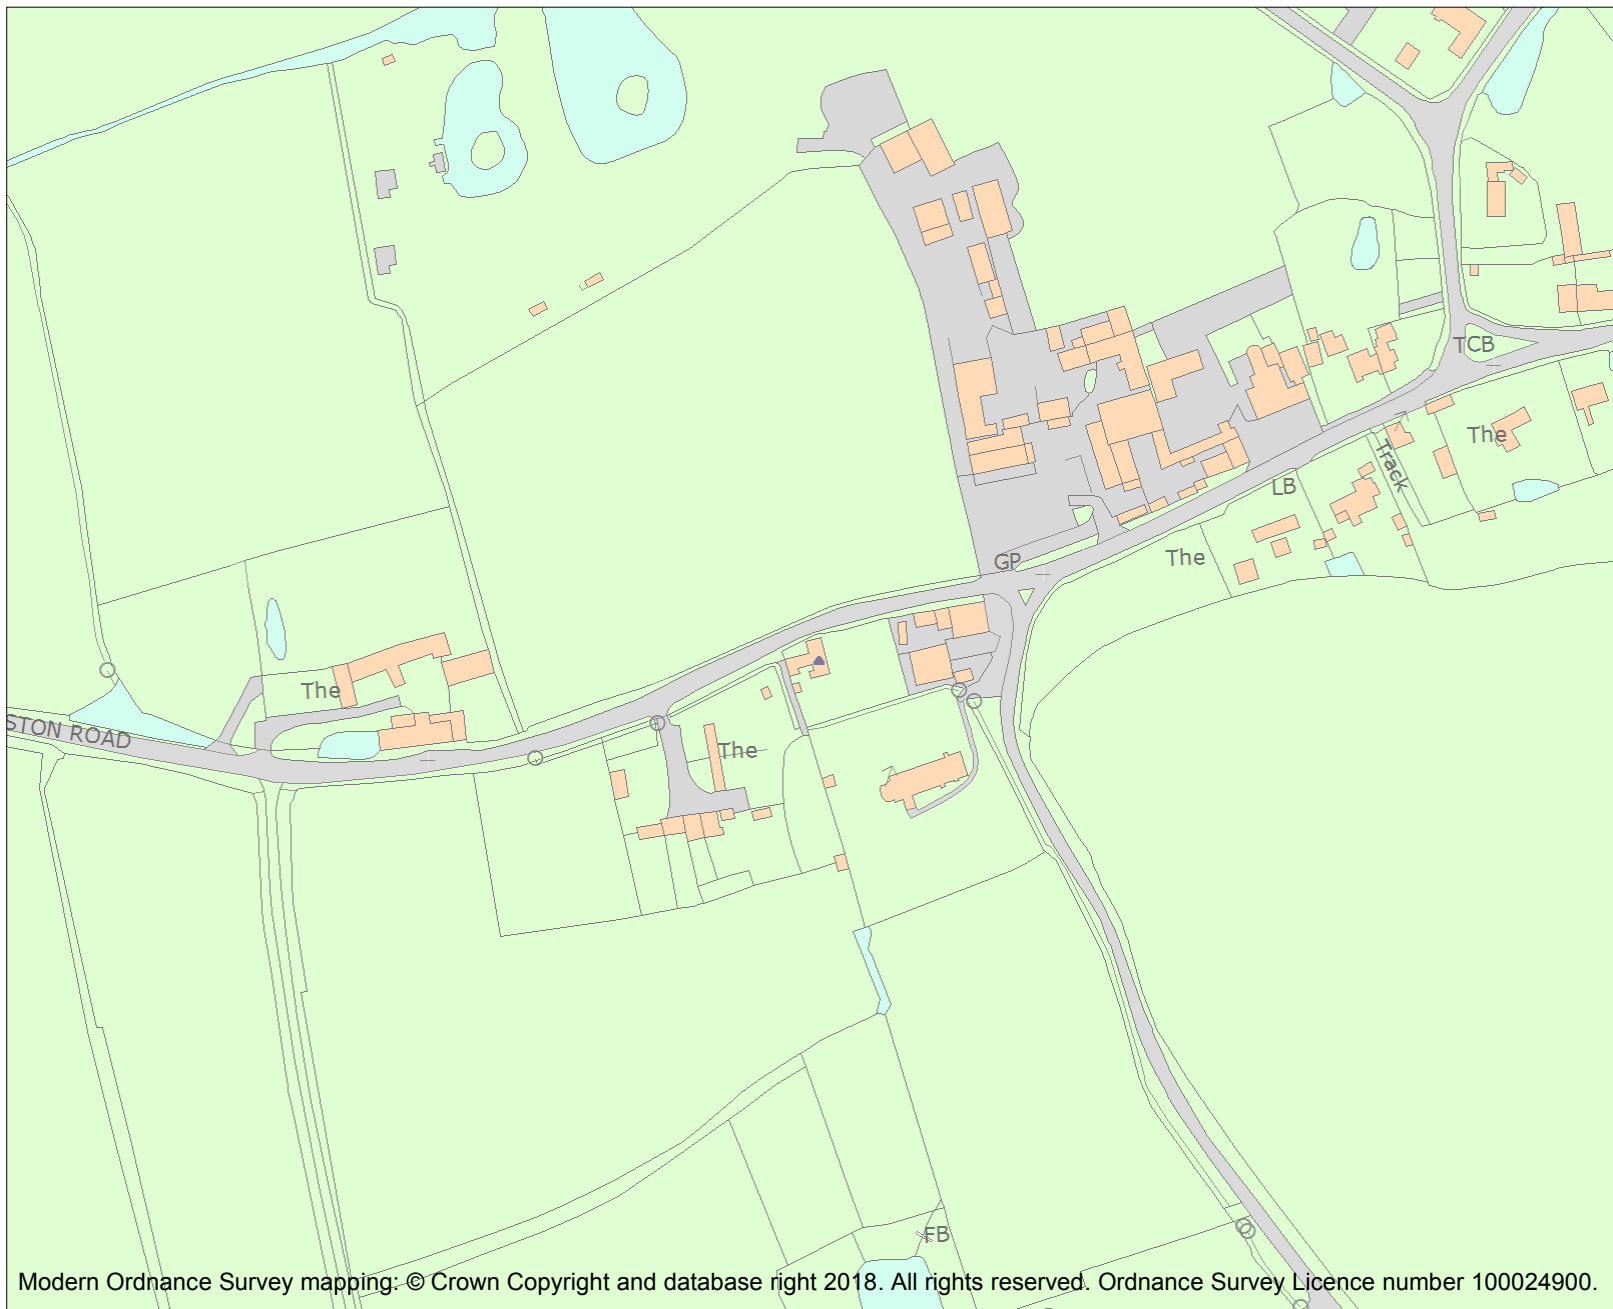 TCB
The
Track
LB
The
GP
The
STON ROAD
The
FB
Modern Ordnance Survey mapping: © Crown Copyright and database right 2018. All rights reserved. Ordnance Survey Licence number 100024900.